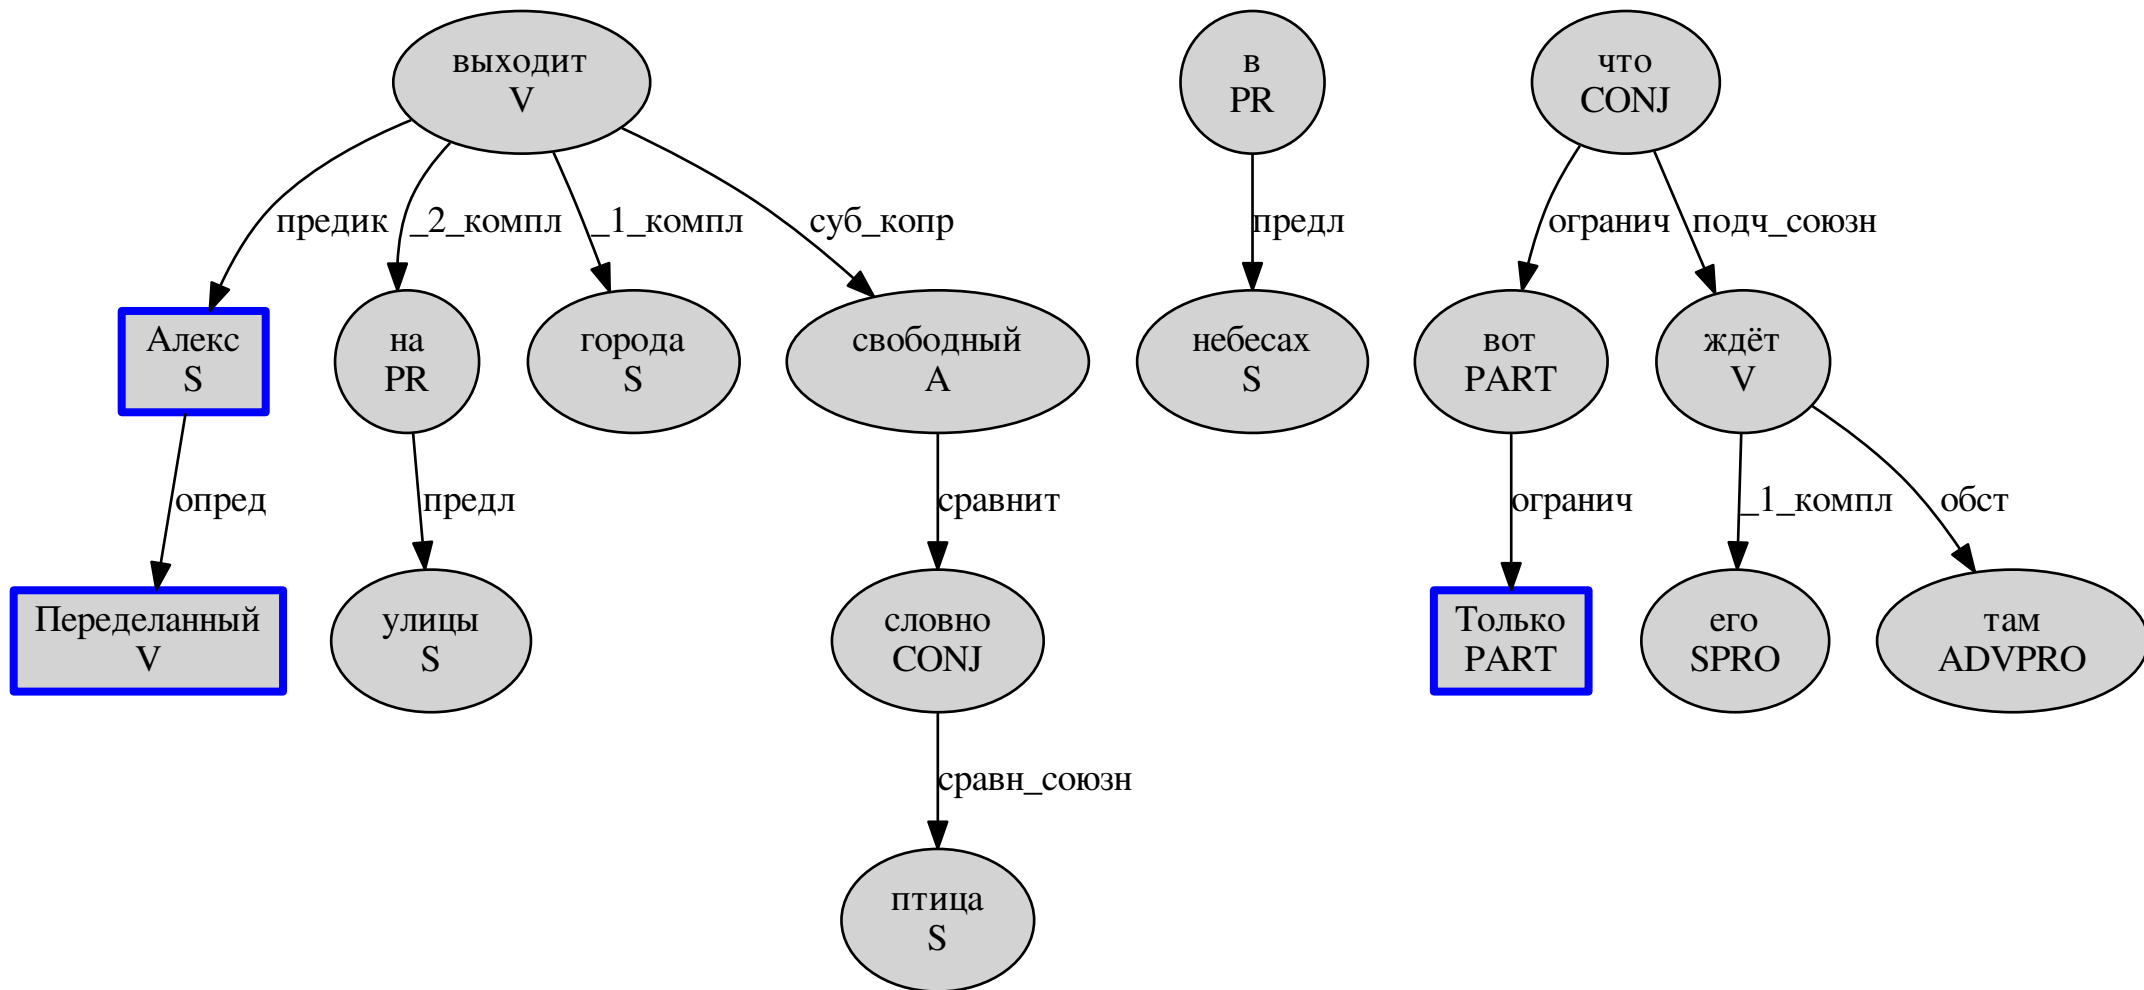 выходит
V
в
PR
что
CONJ
предик
_2_компл
_1_компл
суб_копр
предл
огранич
подч_союзн
Алекс
S
на
PR
города
S
свободный
A
небесах
S
вот
PART
ждёт
V
опред
предл
сравнит
огранич
_1_компл
обст
Переделанный
V
улицы
S
словно
CONJ
Только
PART
его
SPRO
там
ADVPRO
сравн_союзн
птица
S